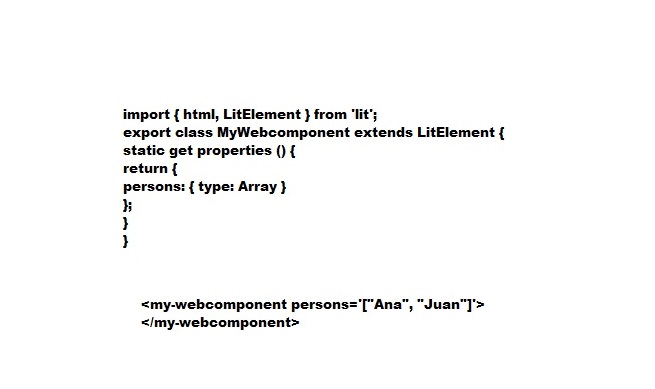 import { html, LitElement } from 'lit';
export class MyWebcomponent extends LitElement {
static get properties () {
return {
persons: { type: Array }
};
}
}
<my-webcomponent persons='["Ana", "Juan"]'>
</my-webcomponent>